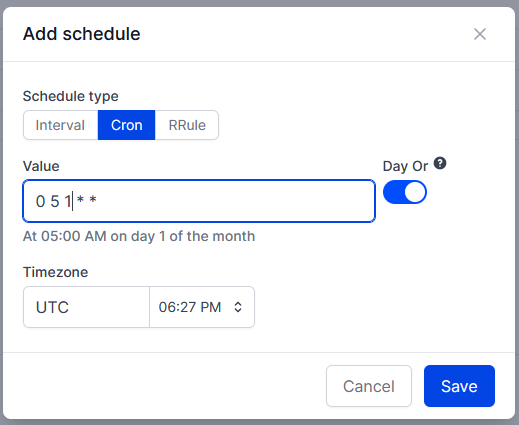 Add schedule
Schedule type
Interval Cron RRule
Value Day Or ?
0 5 1 * *
At 05:00 AM on day 1 of the month
Timezone
UTC 06:27 PM
Cancel Save